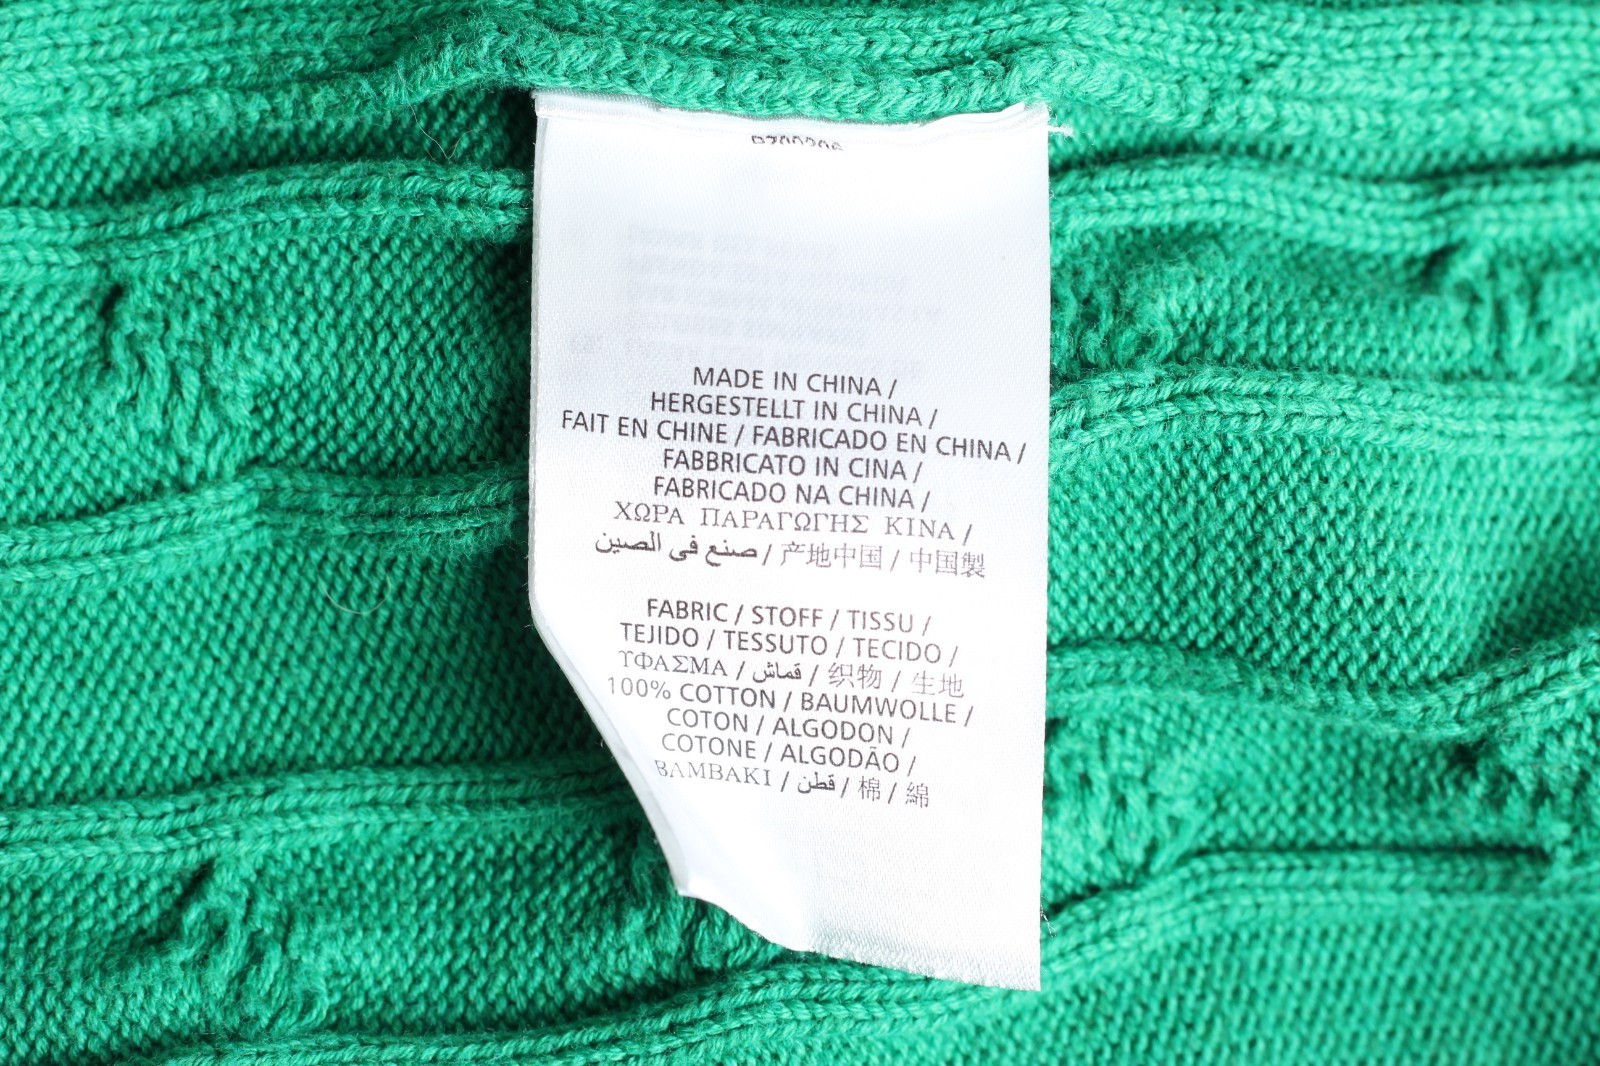 MADE IN CHINA /
HERGESTELLT IN CHINA /
FAIT EN CHINE / FABRICADO EN CHINA /
FABBRICATO IN CINA /
FABRICADO NA CHINA /
ΧΩΡΑ ΠΑΡΑΓΩΓΗΣ ΚΙΝΑ /
صنع في الصين / 产地中国 / 中国製
FABRIC / STOFF / TISSU /
TEJIDO / TESSUTO / TECIDO /
ΥΦΑΣΜΑ / قماش / 织物 / 生地
100% COTTON / BAUMWOLLE /
COTON / ALGODON /
COTONE / ALGODÃO /
ΒΑΜΒΑΚΙ / قطن / 棉 / 綿